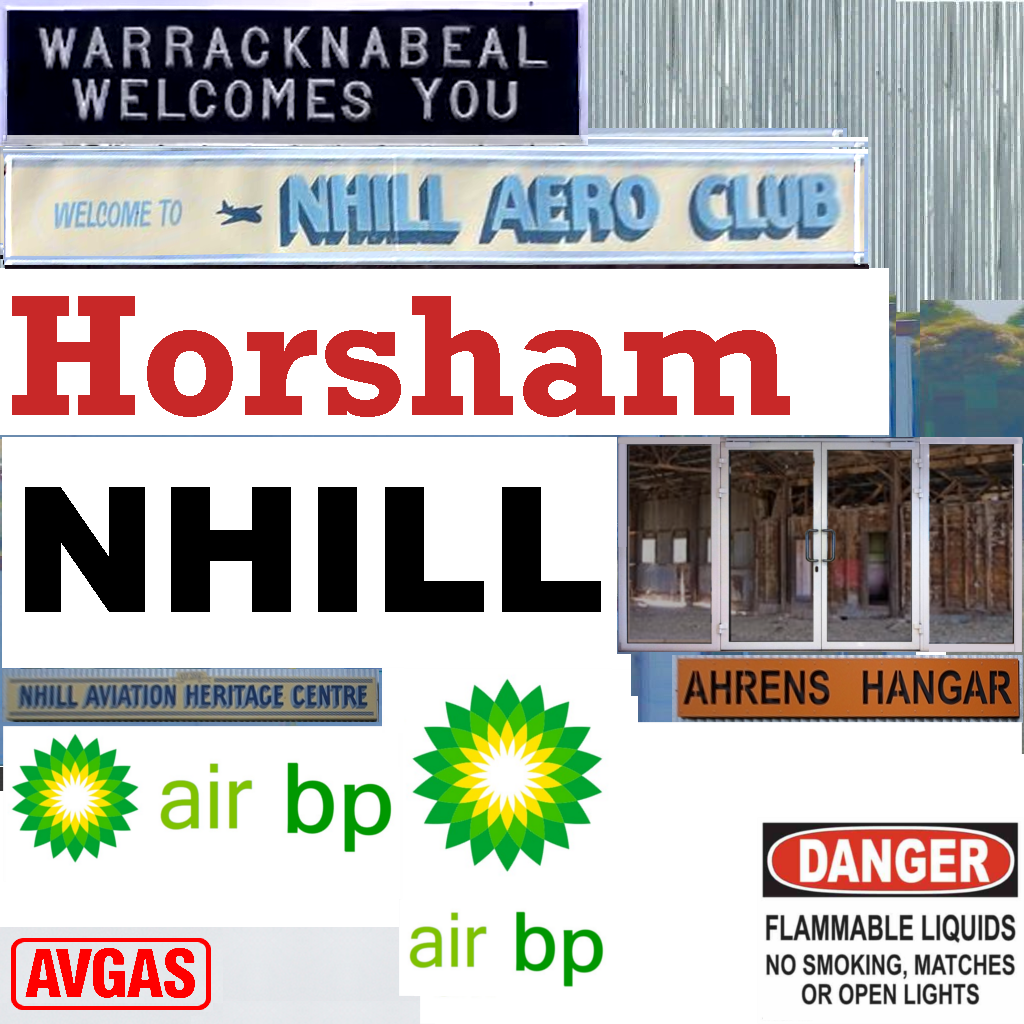 WARRACKNABEAL
WELCOMES YOU
WELCOME TO NHILL AERO CLUB
Horsham
NHILL
NHILL AVIATION HERITAGE CENTRE
AHRENS HANGAR
air bp
air bp
DANGER
FLAMMABLE LIQUIDS
NO SMOKING, MATCHES
OR OPEN LIGHTS
AVGAS